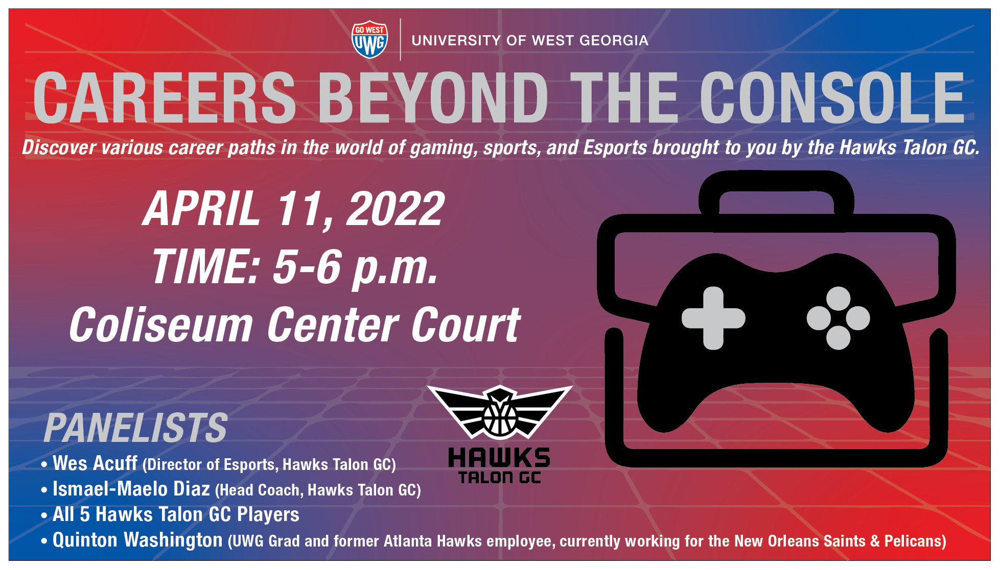 GO WEST
UWG
UNIVERSITY OF WEST GEORGIA
CAREERS BEYOND THE CONSOLE
Discover various career paths in the world of gaming, sports, and Esports brought to you by the Hawks Talon GC.
APRIL 11, 2022
TIME: 5-6 p.m.
Coliseum Center Court
PANELISTS
• Wes Acuff (Director of Esports, Hawks Talon GC)
• Ismael-Maelo Diaz (Head Coach, Hawks Talon GC)
• All 5 Hawks Talon GC Players
• Quinton Washington (UWG Grad and former Atlanta Hawks employee, currently working for the New Orleans Saints & Pelicans)
HAWKS
TALON GC